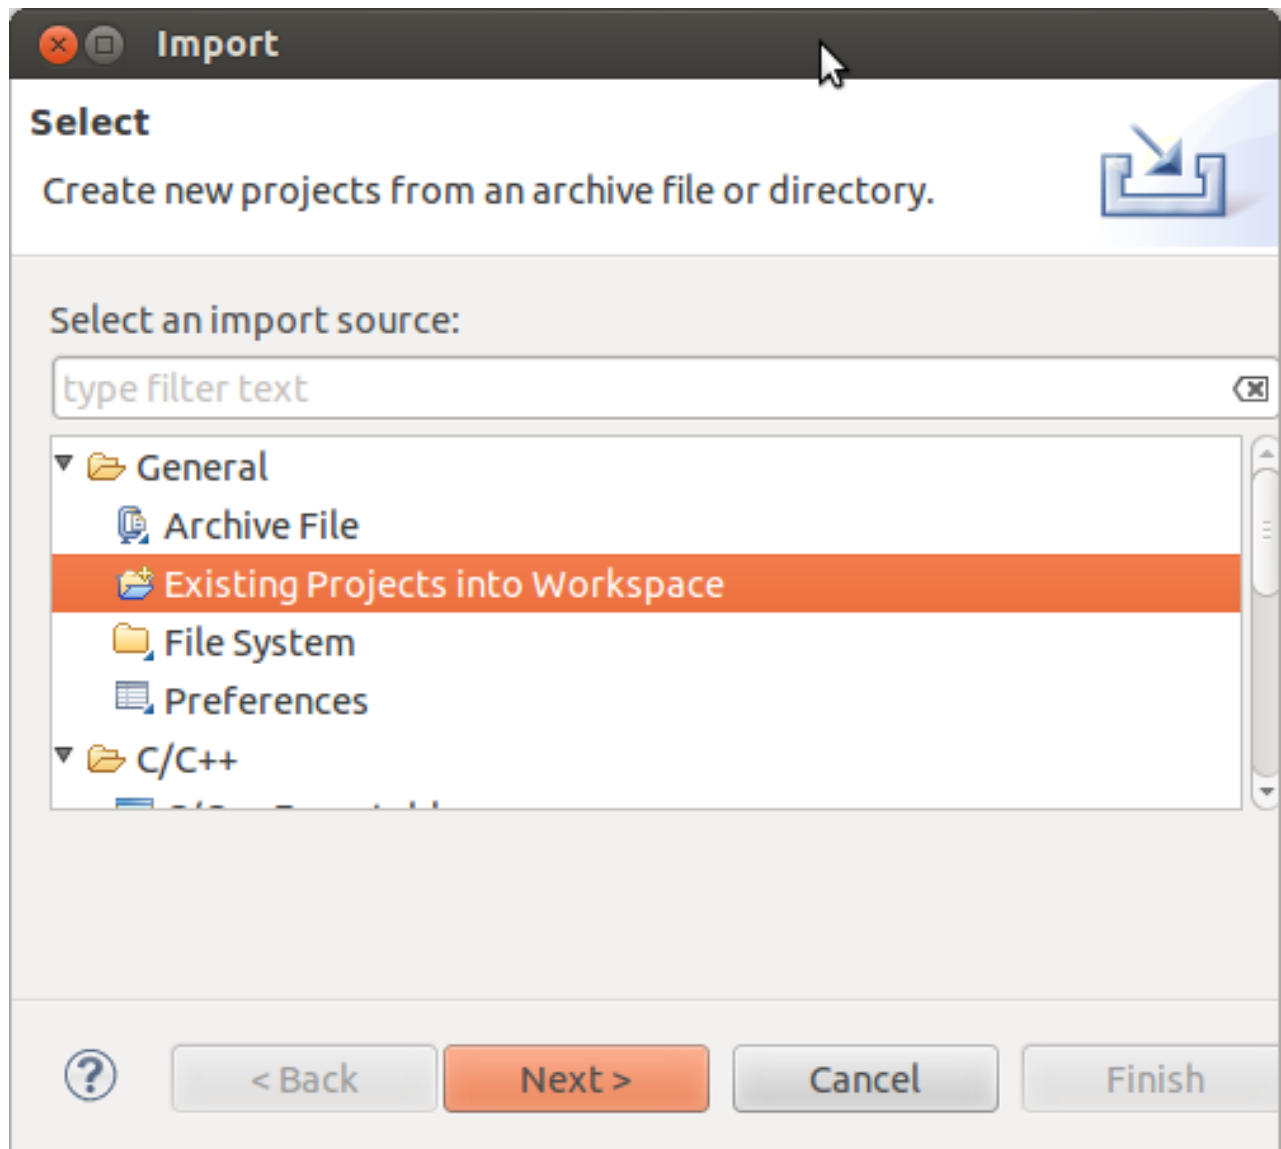 Import
Select
Create new projects from an archive file or directory.
Select an import source:
type filter text
General
Archive File
Existing Projects into Workspace
File System
Preferences
C/C++
? < Back Next > Cancel Finish